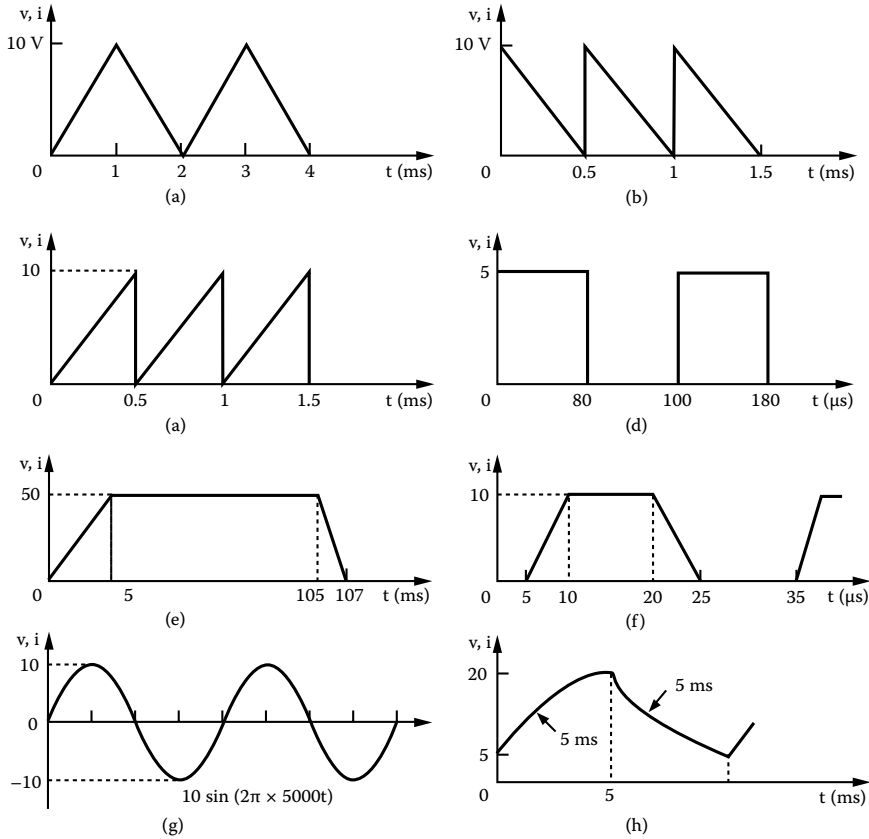 v, i
10 V
0
1
2
3
4
t (ms)
(a)
v, i
10 V
0.5
1
1.5
t (ms)
(b)
v, i
10
0
0.5
1
1.5
t (ms)
(a)
v, i
5
0
80
100
180
t (μs)
(d)
v, i
50
0
5
105
107
t (ms)
(e)
v, i
10
0
5
10
20
25
35
t (μs)
(f)
v, i
10
0
−10
10 sin (2π × 5000t)
(g)
v, i
20
5
0
5 ms
5 ms
5
t (ms)
(h)